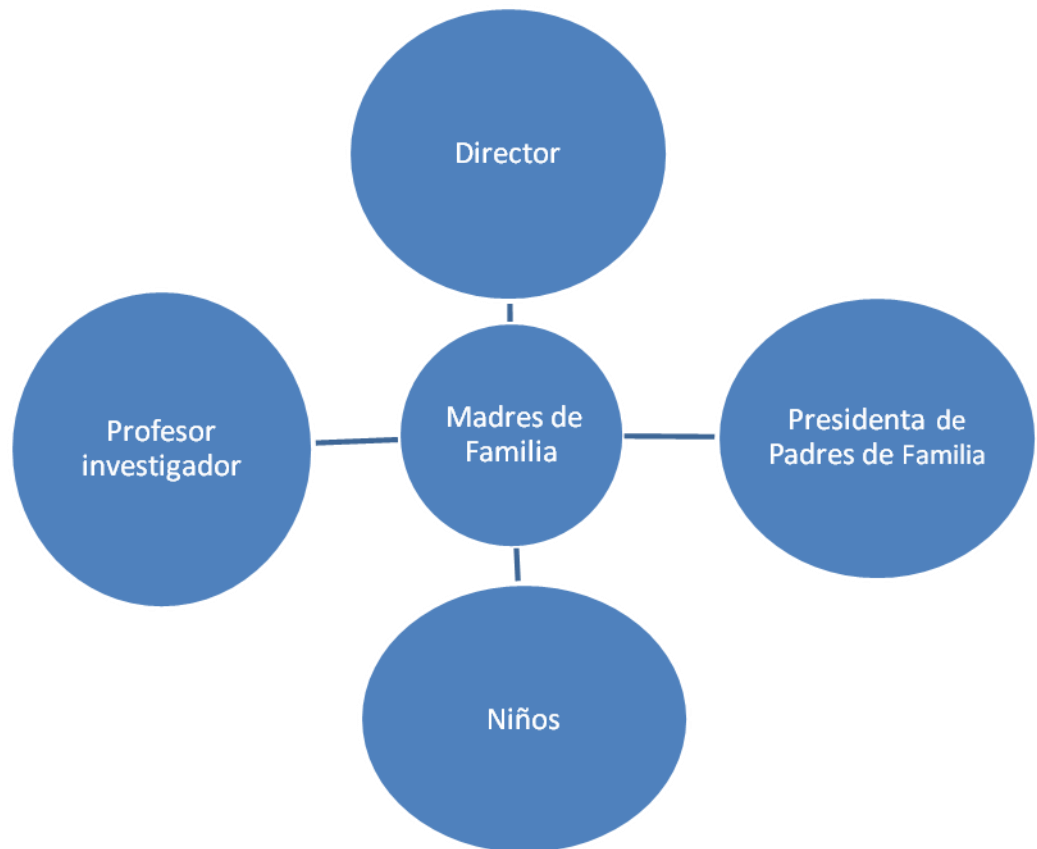 Director
Profesor
investigador
Madres de
Familia
Presidenta de
Padres de Familia
Niños